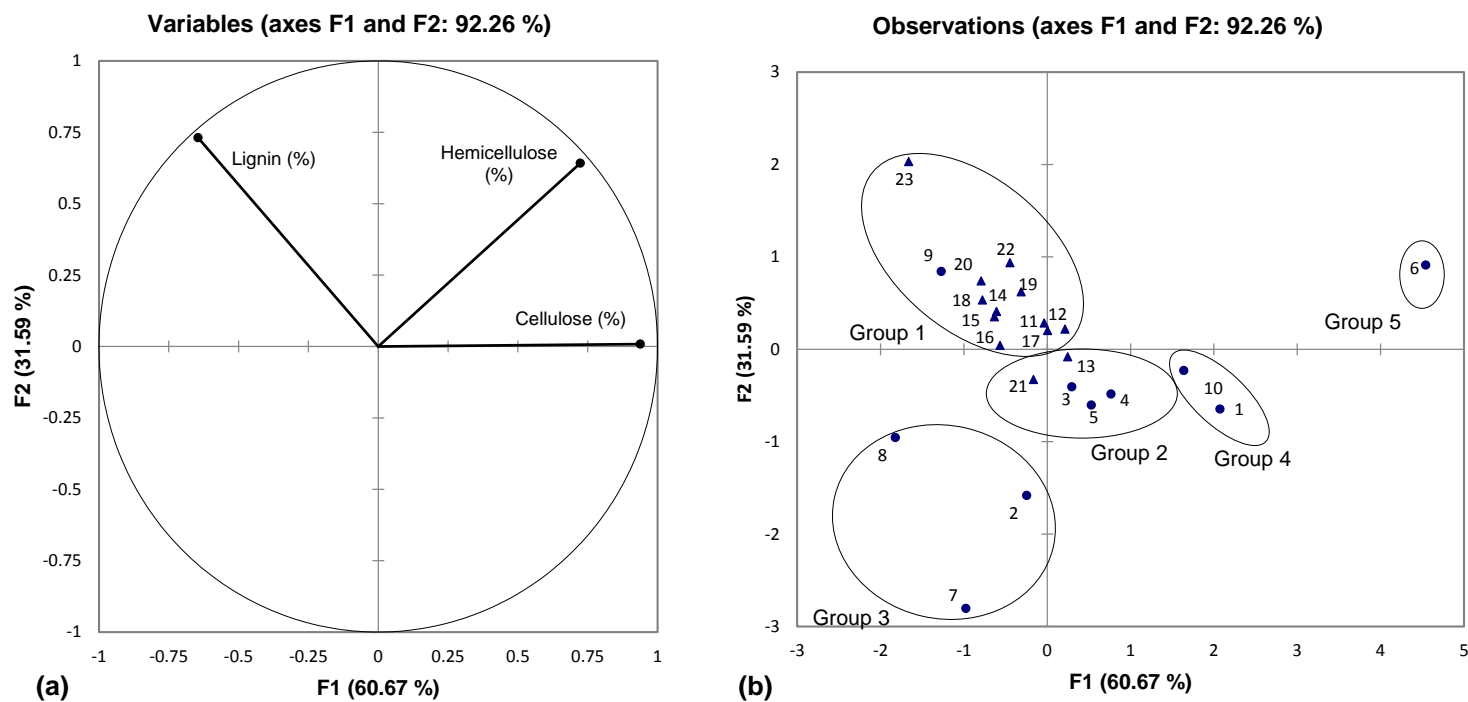 Variables (axes F1 and F2: 92.26 %)
1
0.75
0.5
0.25
0
-0.25
-0.5
-0.75
-1
F2 (31.59 %)
Lignin (%)
Hemicellulose
(%)
Cellulose (%)
-1 -0.75 -0.5 -0.25 0 0.25 0.5 0.75 1
F1 (60.67 %)
(a)
Observations (axes F1 and F2: 92.26 %)
3
2
1
0
-1
-2
-3
F2 (31.59 %)
23
9
20
22
18
14
19
15
11
12
16
17
Group 1
6
Group 5
13
21
3
4
5
10
1
Group 2
Group 4
8
2
7
Group 3
-3 -2 -1 0 1 2 3 4 5
F1 (60.67 %)
(b)